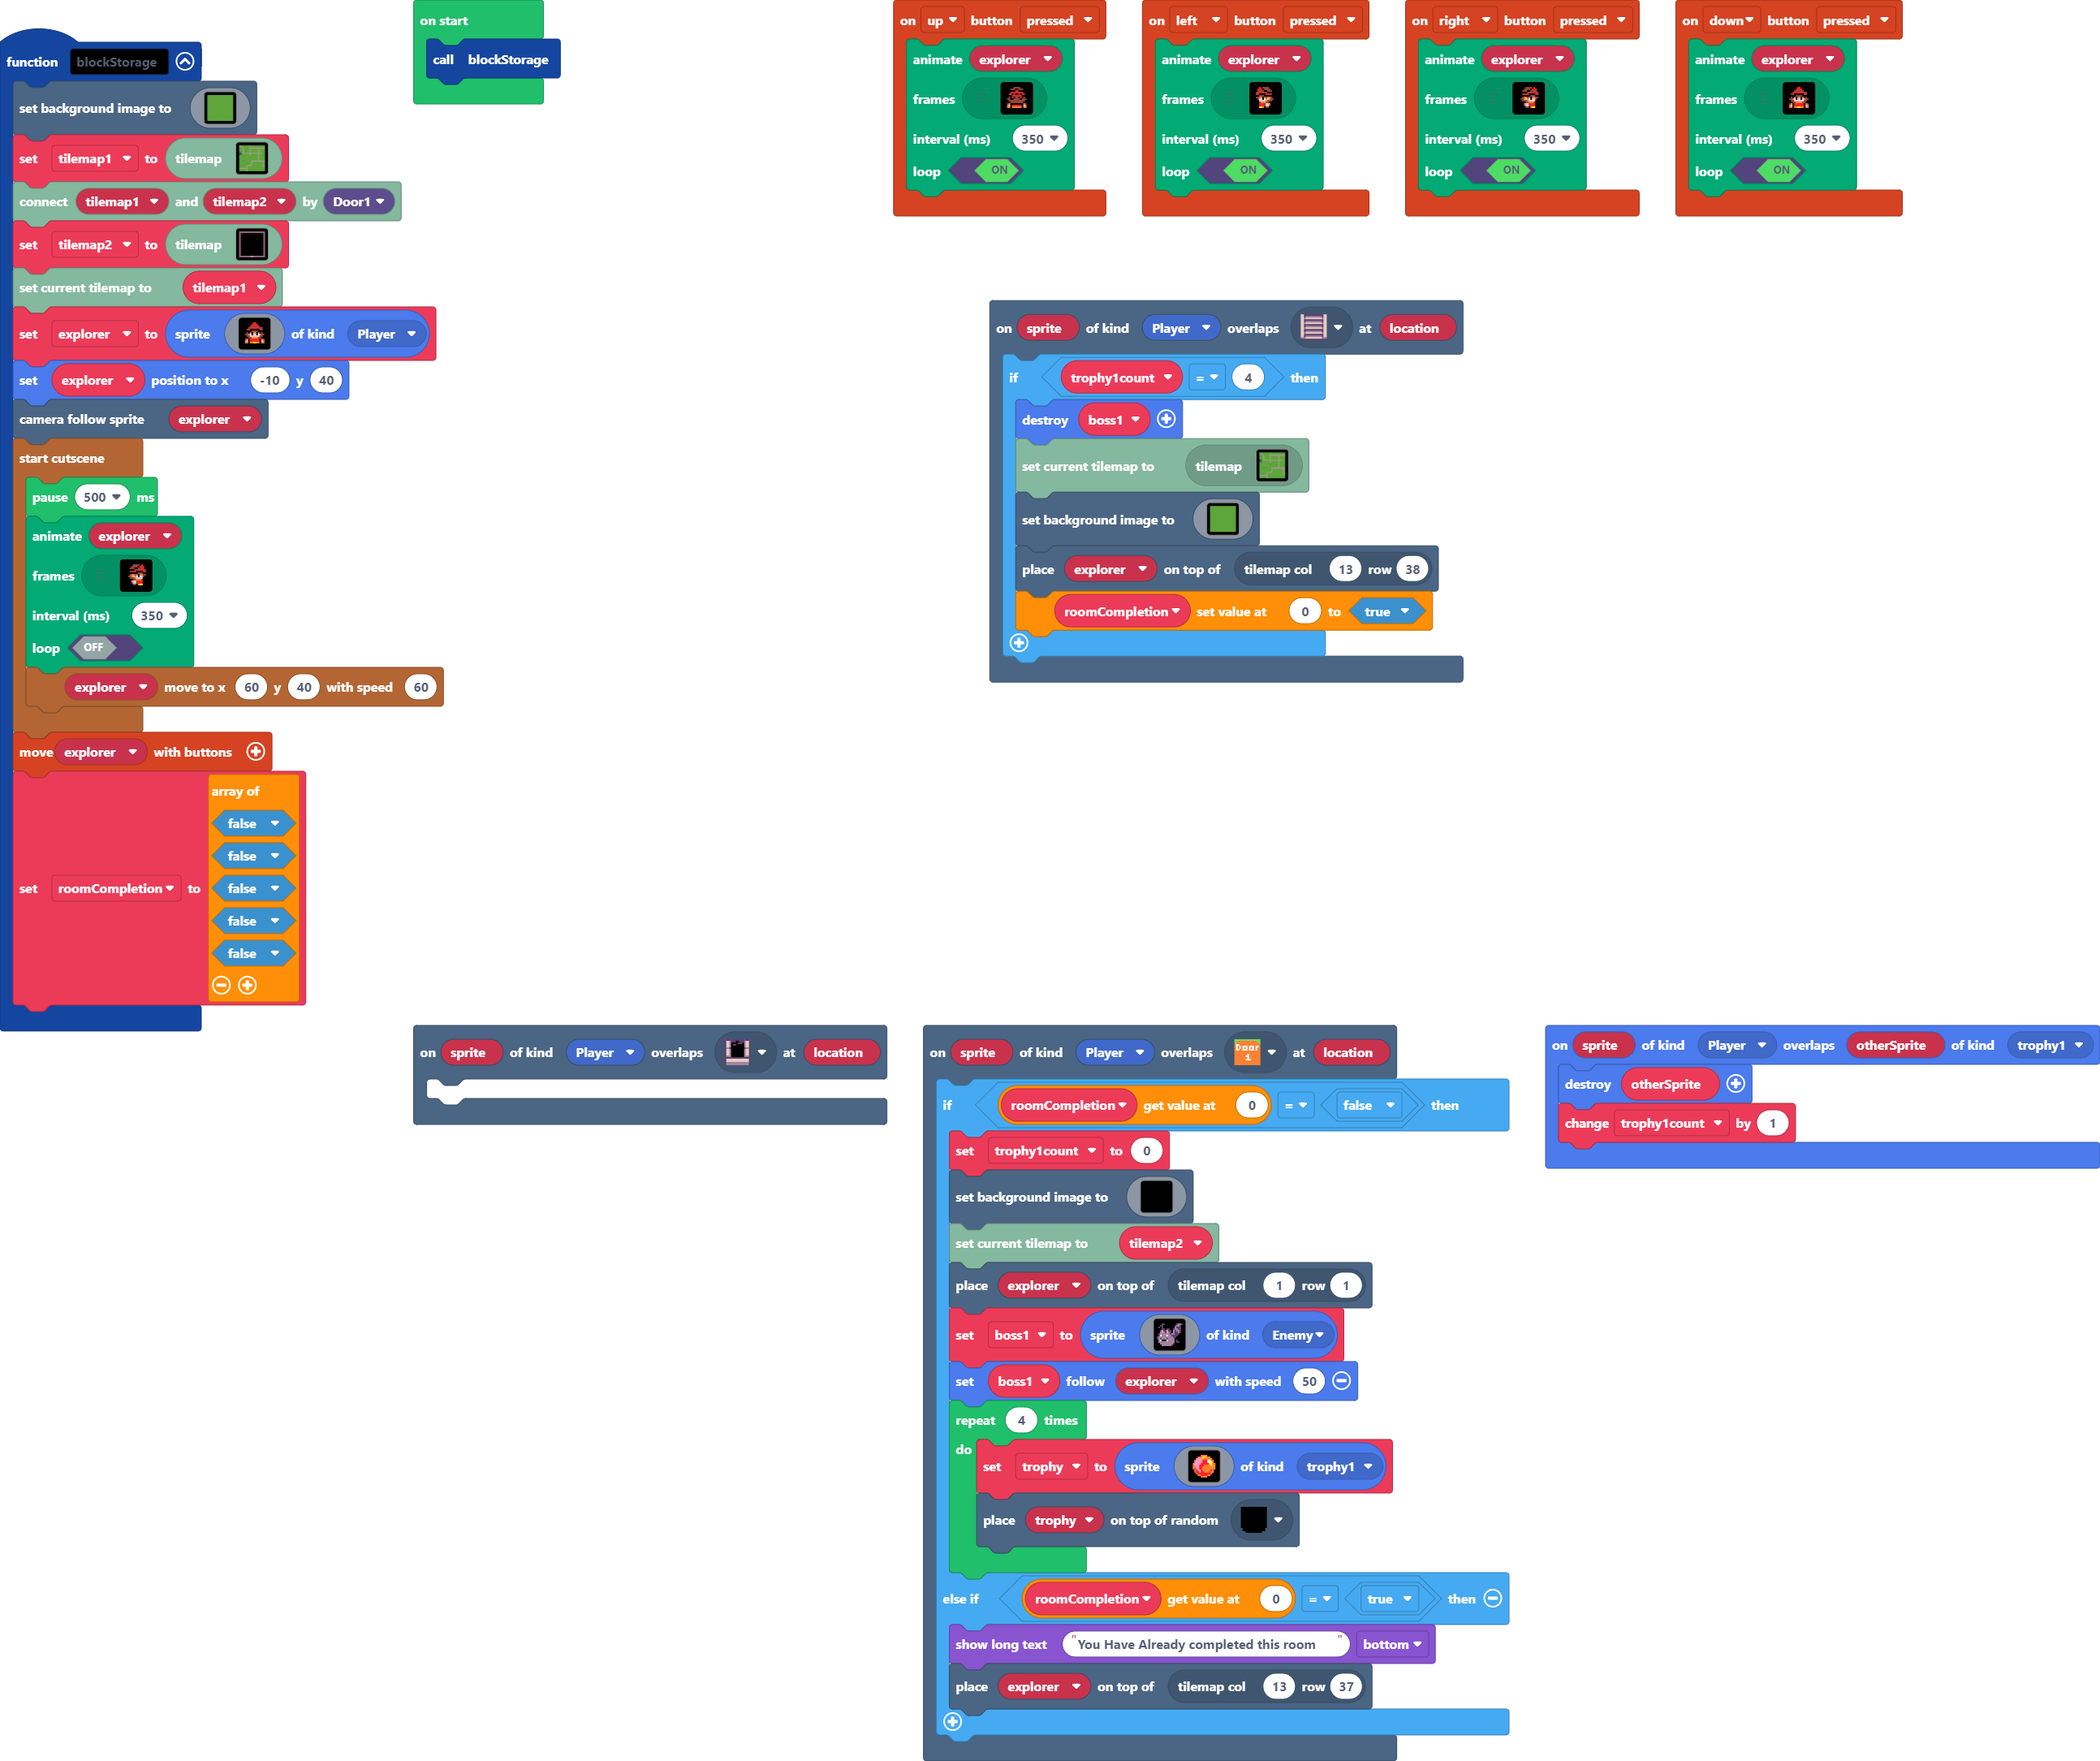 function blockStorage
set background image to
set tilemap1 to tilemap
connect tilemap1 and tilemap2 by Door1
set tilemap2 to tilemap
set current tilemap to tilemap1
set explorer to sprite of kind Player
set explorer position to x -10 y 40
camera follow sprite explorer
start cutscene
pause 500 ms
animate explorer
frames
interval (ms) 350
loop OFF
explorer move to x 60 y 40 with speed 60
move explorer with buttons
set roomCompletion to array of
false
false
false
false
false
on start
call blockStorage
on up button pressed
animate explorer
frames
interval (ms) 350
loop ON
on left button pressed
animate explorer
frames
interval (ms) 350
loop ON
on right button pressed
animate explorer
frames
interval (ms) 350
loop ON
on down button pressed
animate explorer
frames
interval (ms) 350
loop ON
on sprite of kind Player overlaps at location
if trophy1count = 4 then
destroy boss1
set current tilemap to tilemap
set background image to
place explorer on top of tilemap col 13 row 38
roomCompletion set value at 0 to true
on sprite of kind Player overlaps at location
on sprite of kind Player overlaps Door 1 at location
if roomCompletion get value at 0 = false then
set trophy1count to 0
set background image to
set current tilemap to tilemap2
place explorer on top of tilemap col 1 row 1
set boss1 to sprite of kind Enemy
set boss1 follow explorer with speed 50
repeat 4 times
do
set trophy to sprite of kind trophy1
place trophy on top of random
else if roomCompletion get value at 0 = true then
show long text "You Have Already completed this room" bottom
place explorer on top of tilemap col 13 row 37
on sprite of kind Player overlaps otherSprite of kind trophy1
destroy otherSprite
change trophy1count by 1